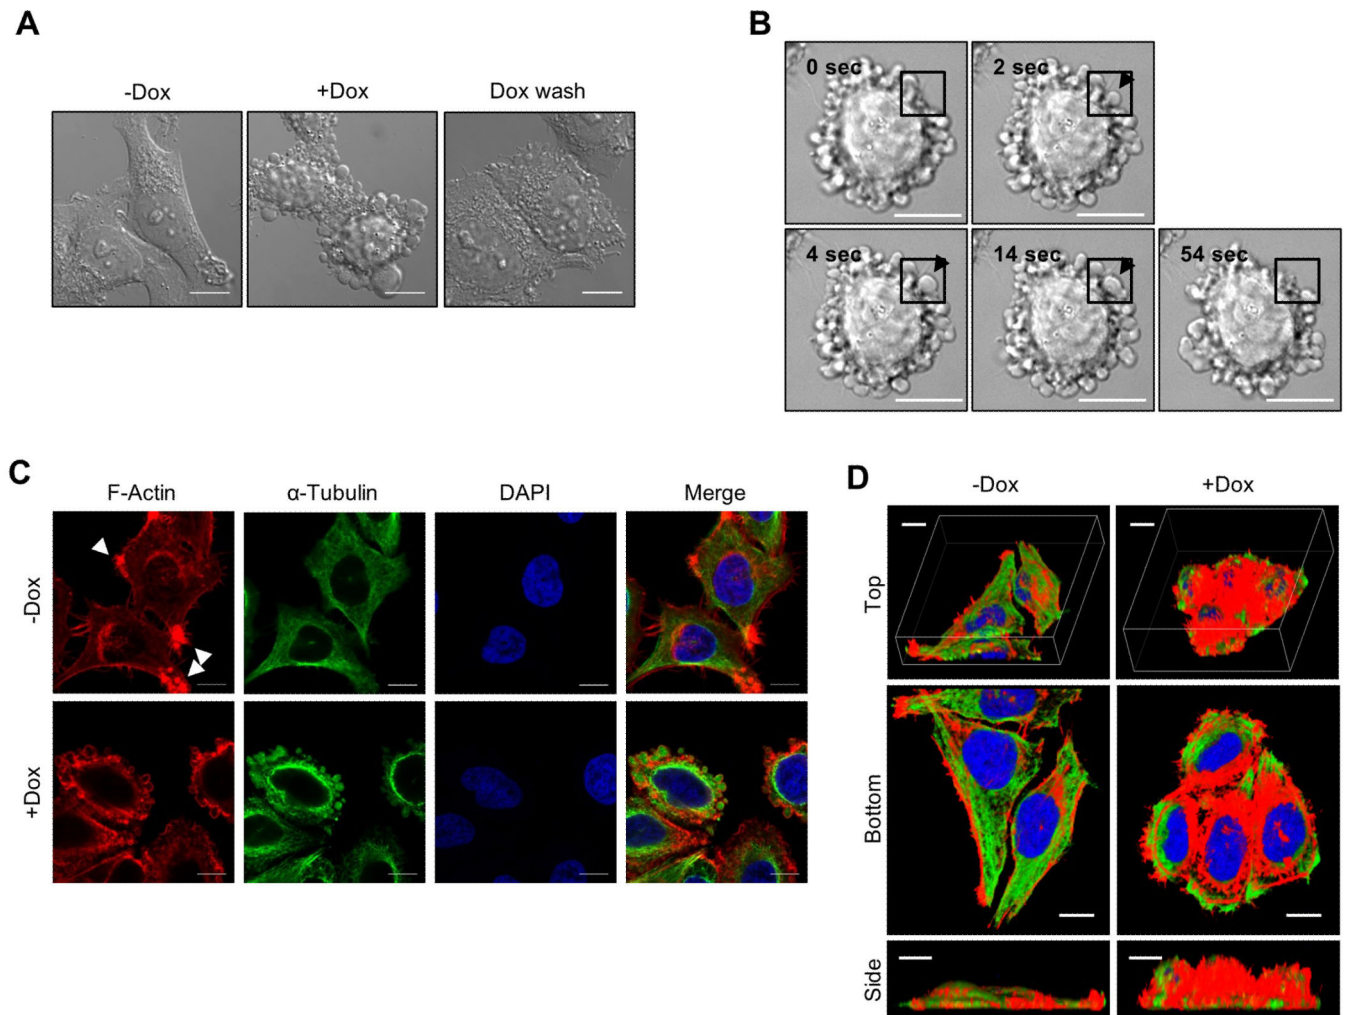 A
-Dox +Dox Dox wash
B
0 sec 2 sec
4 sec 14 sec 54 sec
C
F-Actin α-Tubulin DAPI Merge
-Dox
+Dox
D
-Dox +Dox
Top
Bottom
Side